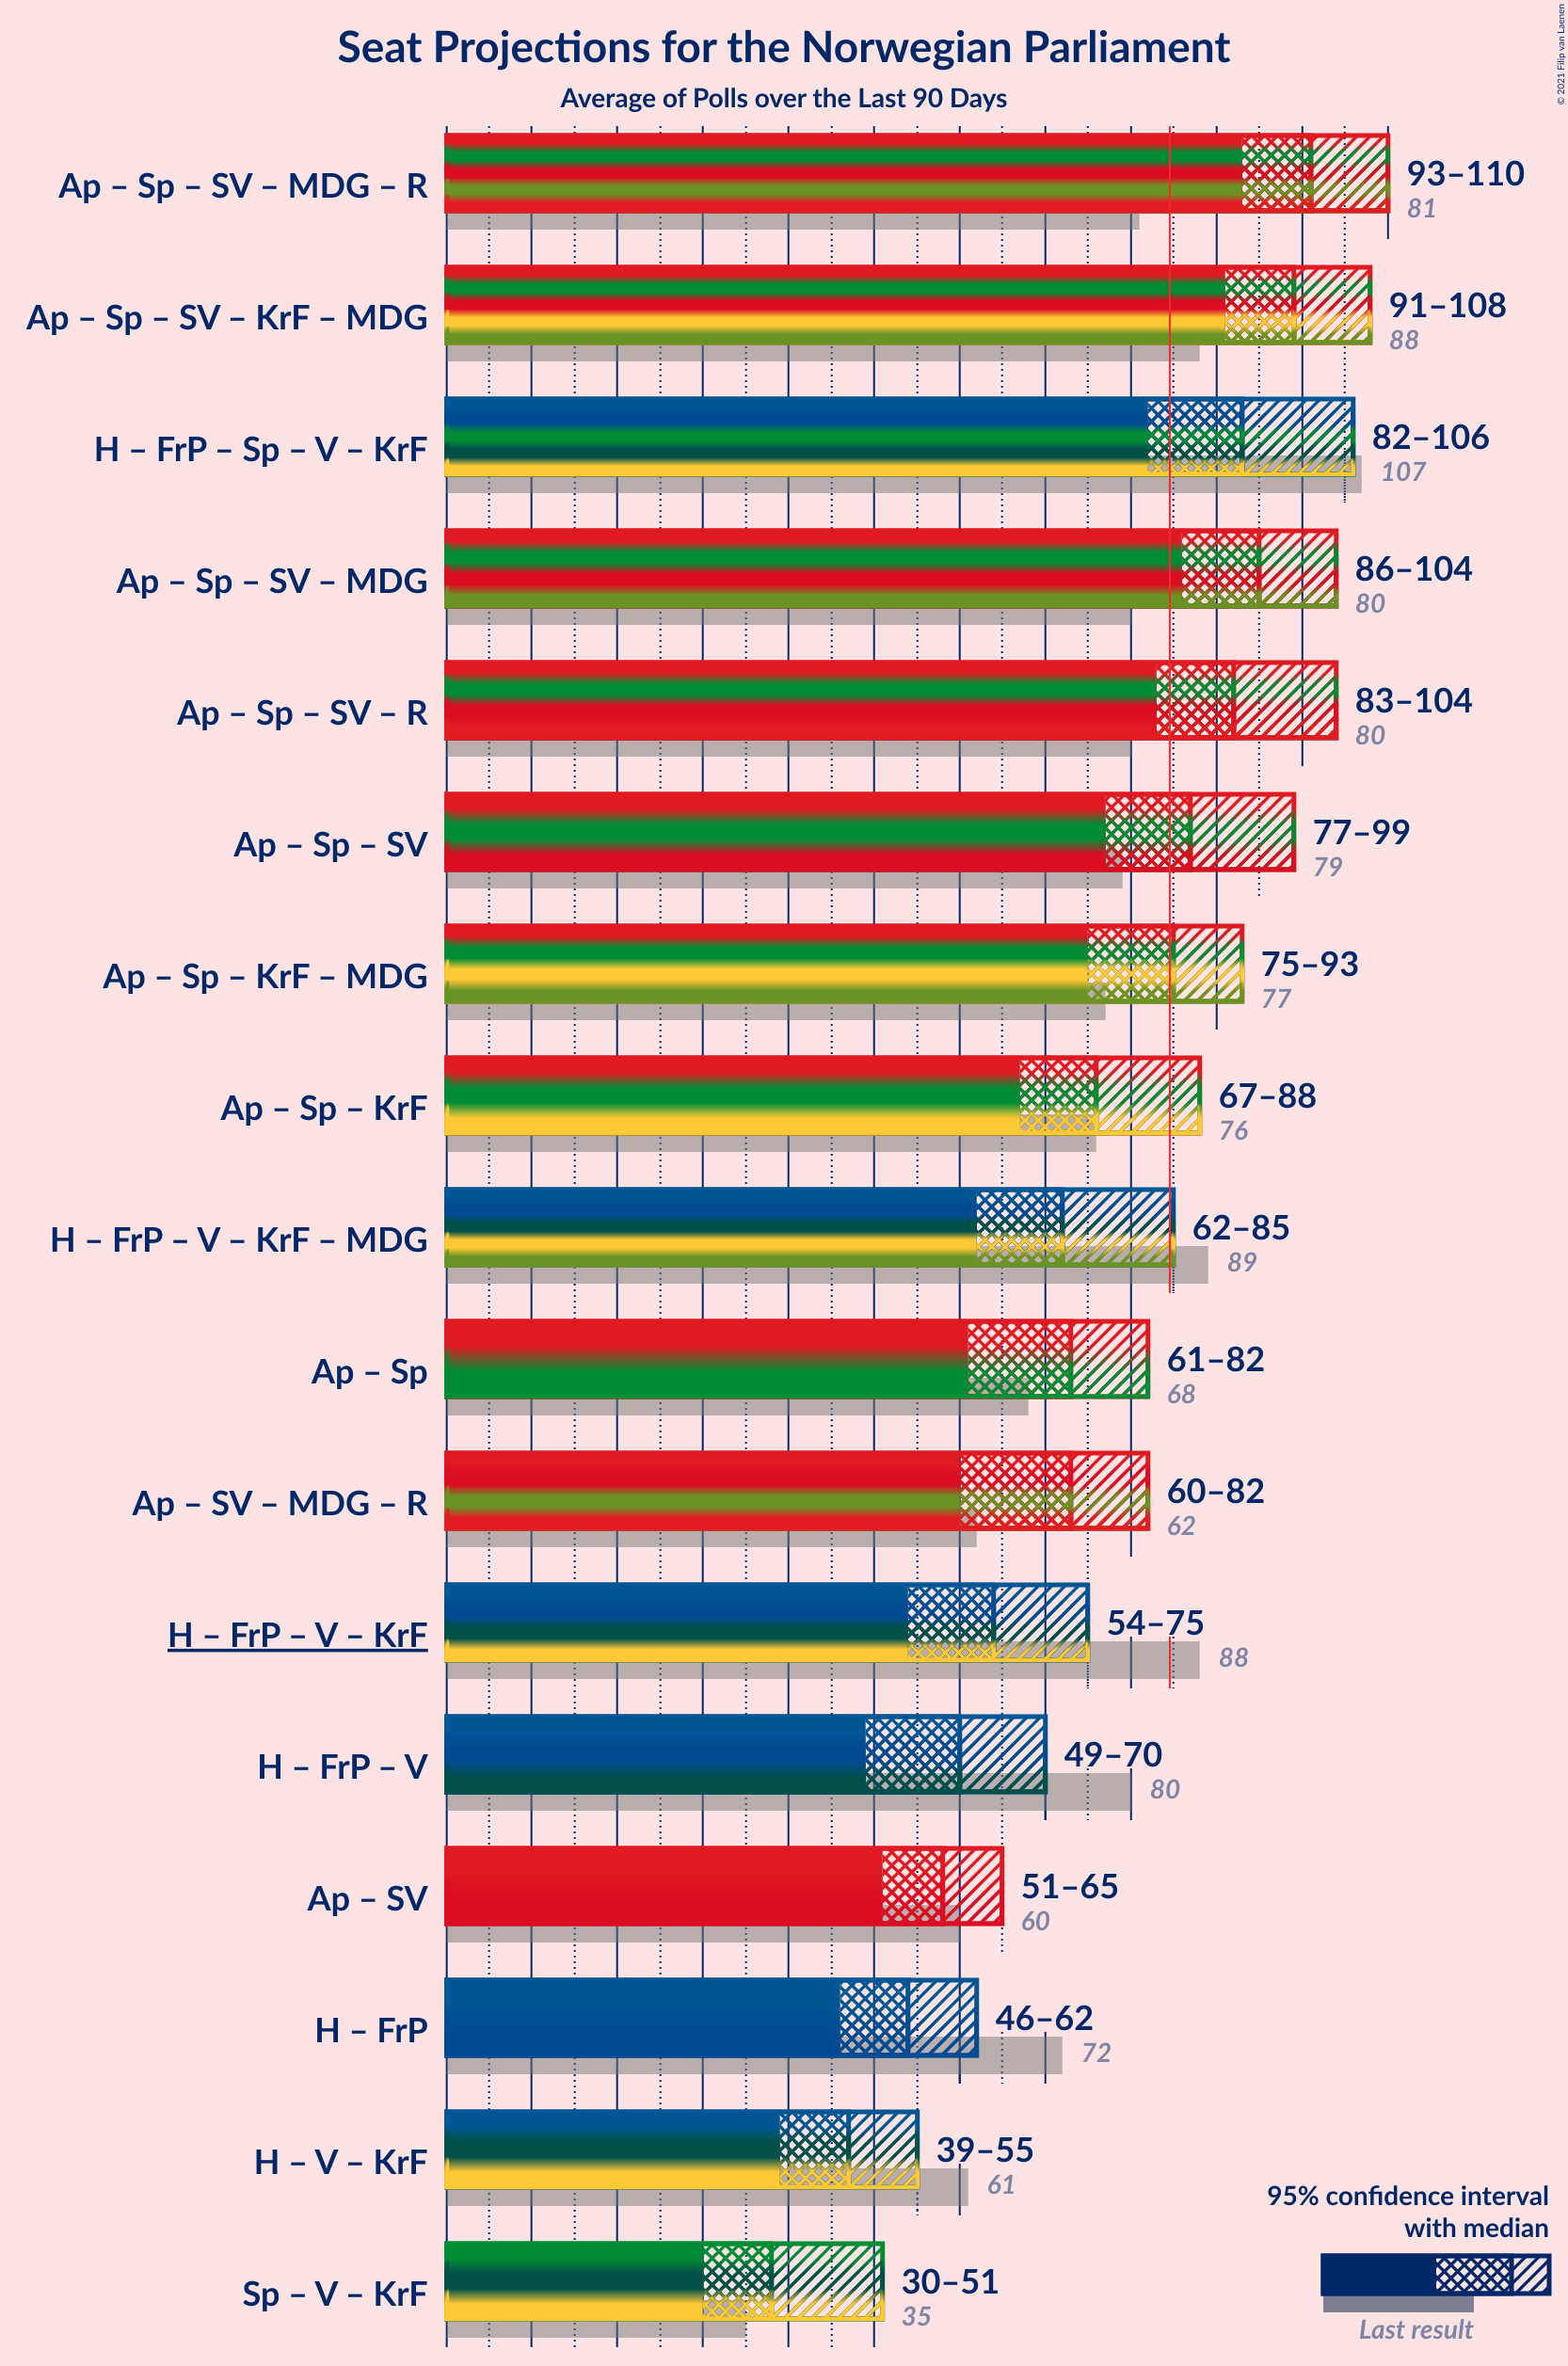 © 2021 Filip van Laenen
Seat Projections for the Norwegian Parliament
Average of Polls over the Last 90 Days
Ap – Sp – SV – MDG – R
93–110
81
Ap – Sp – SV – KrF – MDG
91–108
88
H – FrP – Sp – V – KrF
82–106
107
Ap – Sp – SV – MDG
86–104
80
Ap – Sp – SV – R
83–104
80
Ap – Sp – SV
77–99
79
Ap – Sp – KrF – MDG
75–93
77
Ap – Sp – KrF
67–88
76
H – FrP – V – KrF – MDG
62–85
89
Ap – Sp
61–82
68
Ap – SV – MDG – R
60–82
62
H – FrP – V – KrF
54–75
88
H – FrP – V
49–70
80
Ap – SV
51–65
60
H – FrP
46–62
72
H – V – KrF
39–55
61
Sp – V – KrF
30–51
35
95% confidence interval
with median
Last result